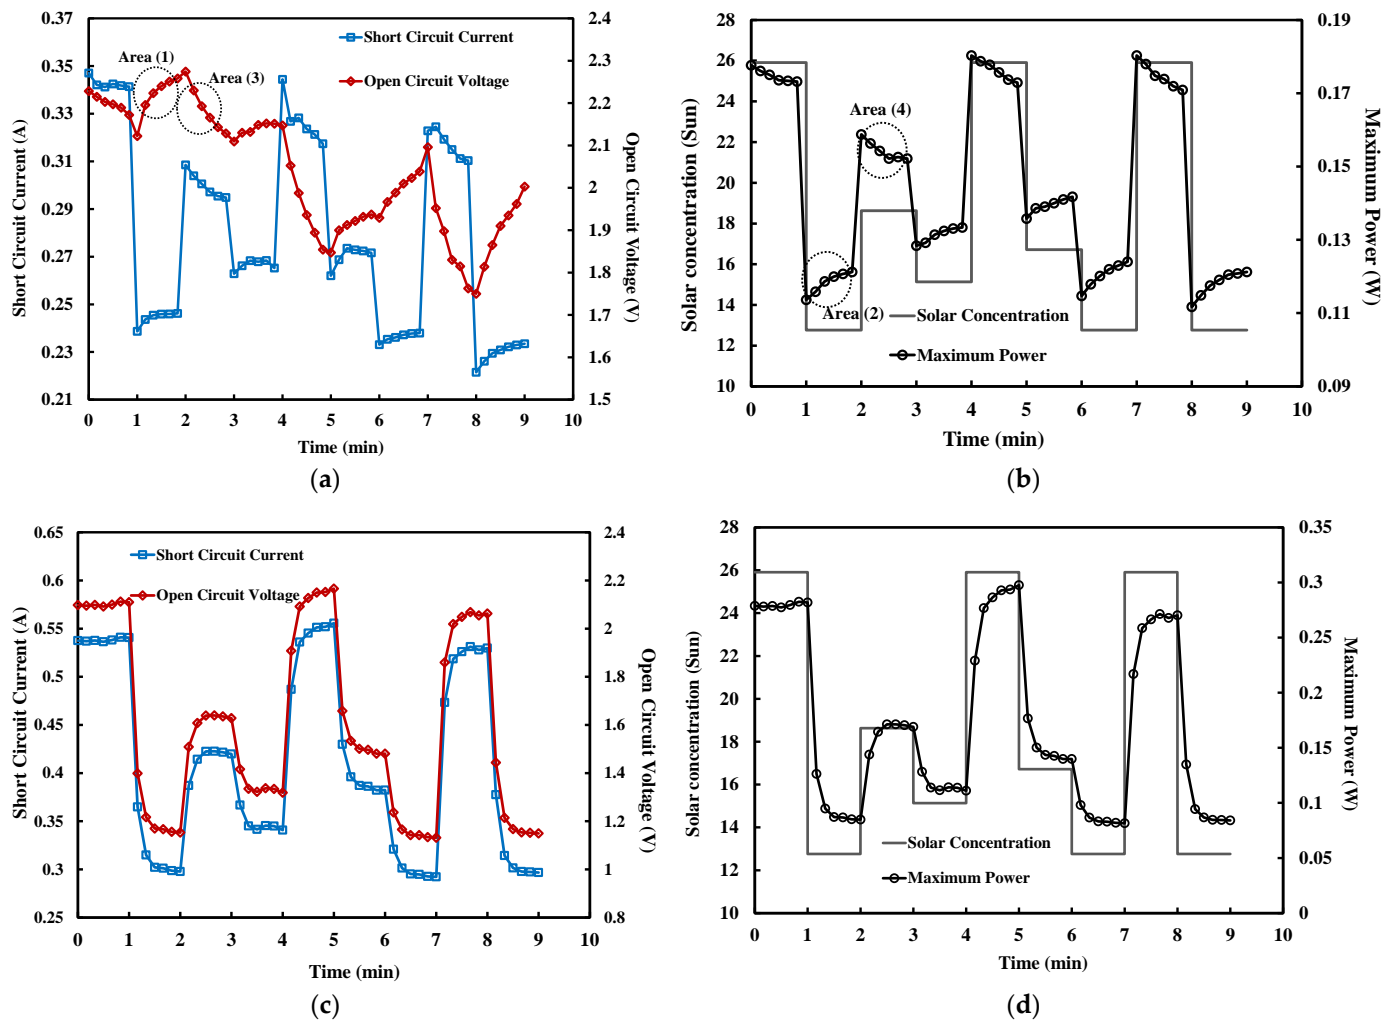 0.37
0.35
0.33
0.31
0.29
0.27
0.25
0.23
0.21
Short Circuit Current (A)
Area (1)
Area (3)
Short Circuit Current
Open Circuit Voltage
2.4
2.3
2.2
2.1
2
1.9
1.8
1.7
1.6
1.5
Open Circuit Voltage (V)
0 1 2 3 4 5 6 7 8 9 10
Time (min)
(a)
28
26
24
22
20
18
16
14
12
10
Solar concentration (Sun)
Area (4)
Area (2)
Solar Concentration
Maximum Power
0.19
0.17
0.15
0.13
0.11
0.09
Maximum Power (W)
0 1 2 3 4 5 6 7 8 9 10
Time (min)
(b)
0.65
0.6
0.55
0.5
0.45
0.4
0.35
0.3
0.25
Short Circuit Current (A)
Short Circuit Current
Open Circuit Voltage
2.4
2.2
2
1.8
1.6
1.4
1.2
1
0.8
Open Circuit Voltage (V)
0 1 2 3 4 5 6 7 8 9 10
Time (min)
(c)
28
26
24
22
20
18
16
14
12
10
Solar concentration (Sun)
Solar Concentration
Maximum Power
0.35
0.3
0.25
0.2
0.15
0.1
0.05
0
Maximum Power (W)
0 1 2 3 4 5 6 7 8 9 10
Time (min)
(d)